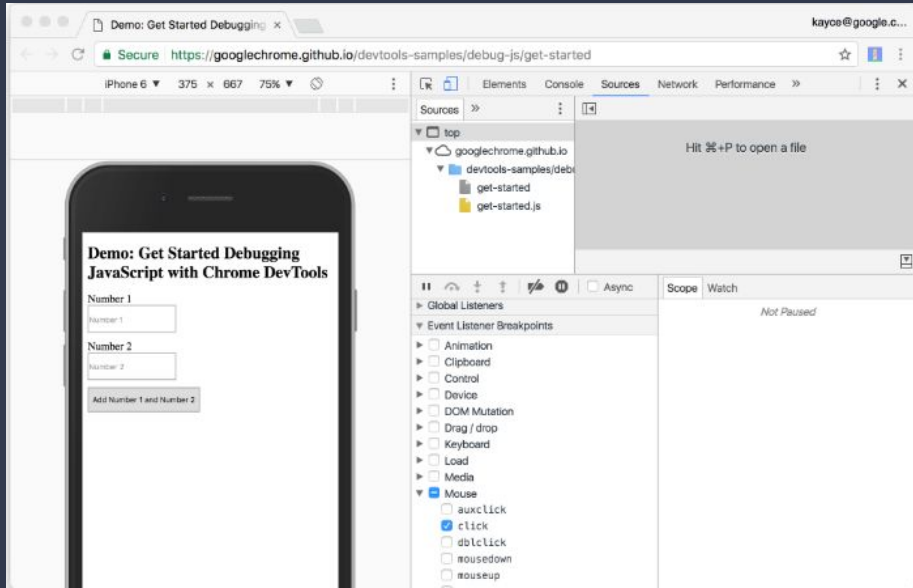 Demo: Get Started Debugging
kayce@google.c...
Secure https://googlechrome.github.io/devtools-samples/debug-js/get-started
iPhone 6 375 × 667 75%
Elements Console Sources Network Performance »
Sources »
top
googlechrome.github.io
devtools-samples/deb
get-started
get-started.js
Hit ⌘+P to open a file
Demo: Get Started Debugging
JavaScript with Chrome DevTools
Number 1
Number 1
Number 2
Number 2
Add Number 1 and Number 2
Async
Global Listeners
Event Listener Breakpoints
Animation
Clipboard
Control
Device
DOM Mutation
Drag / drop
Keyboard
Load
Media
Mouse
auxclick
click
dblclick
mousedown
mouseup
Scope Watch
Not Paused